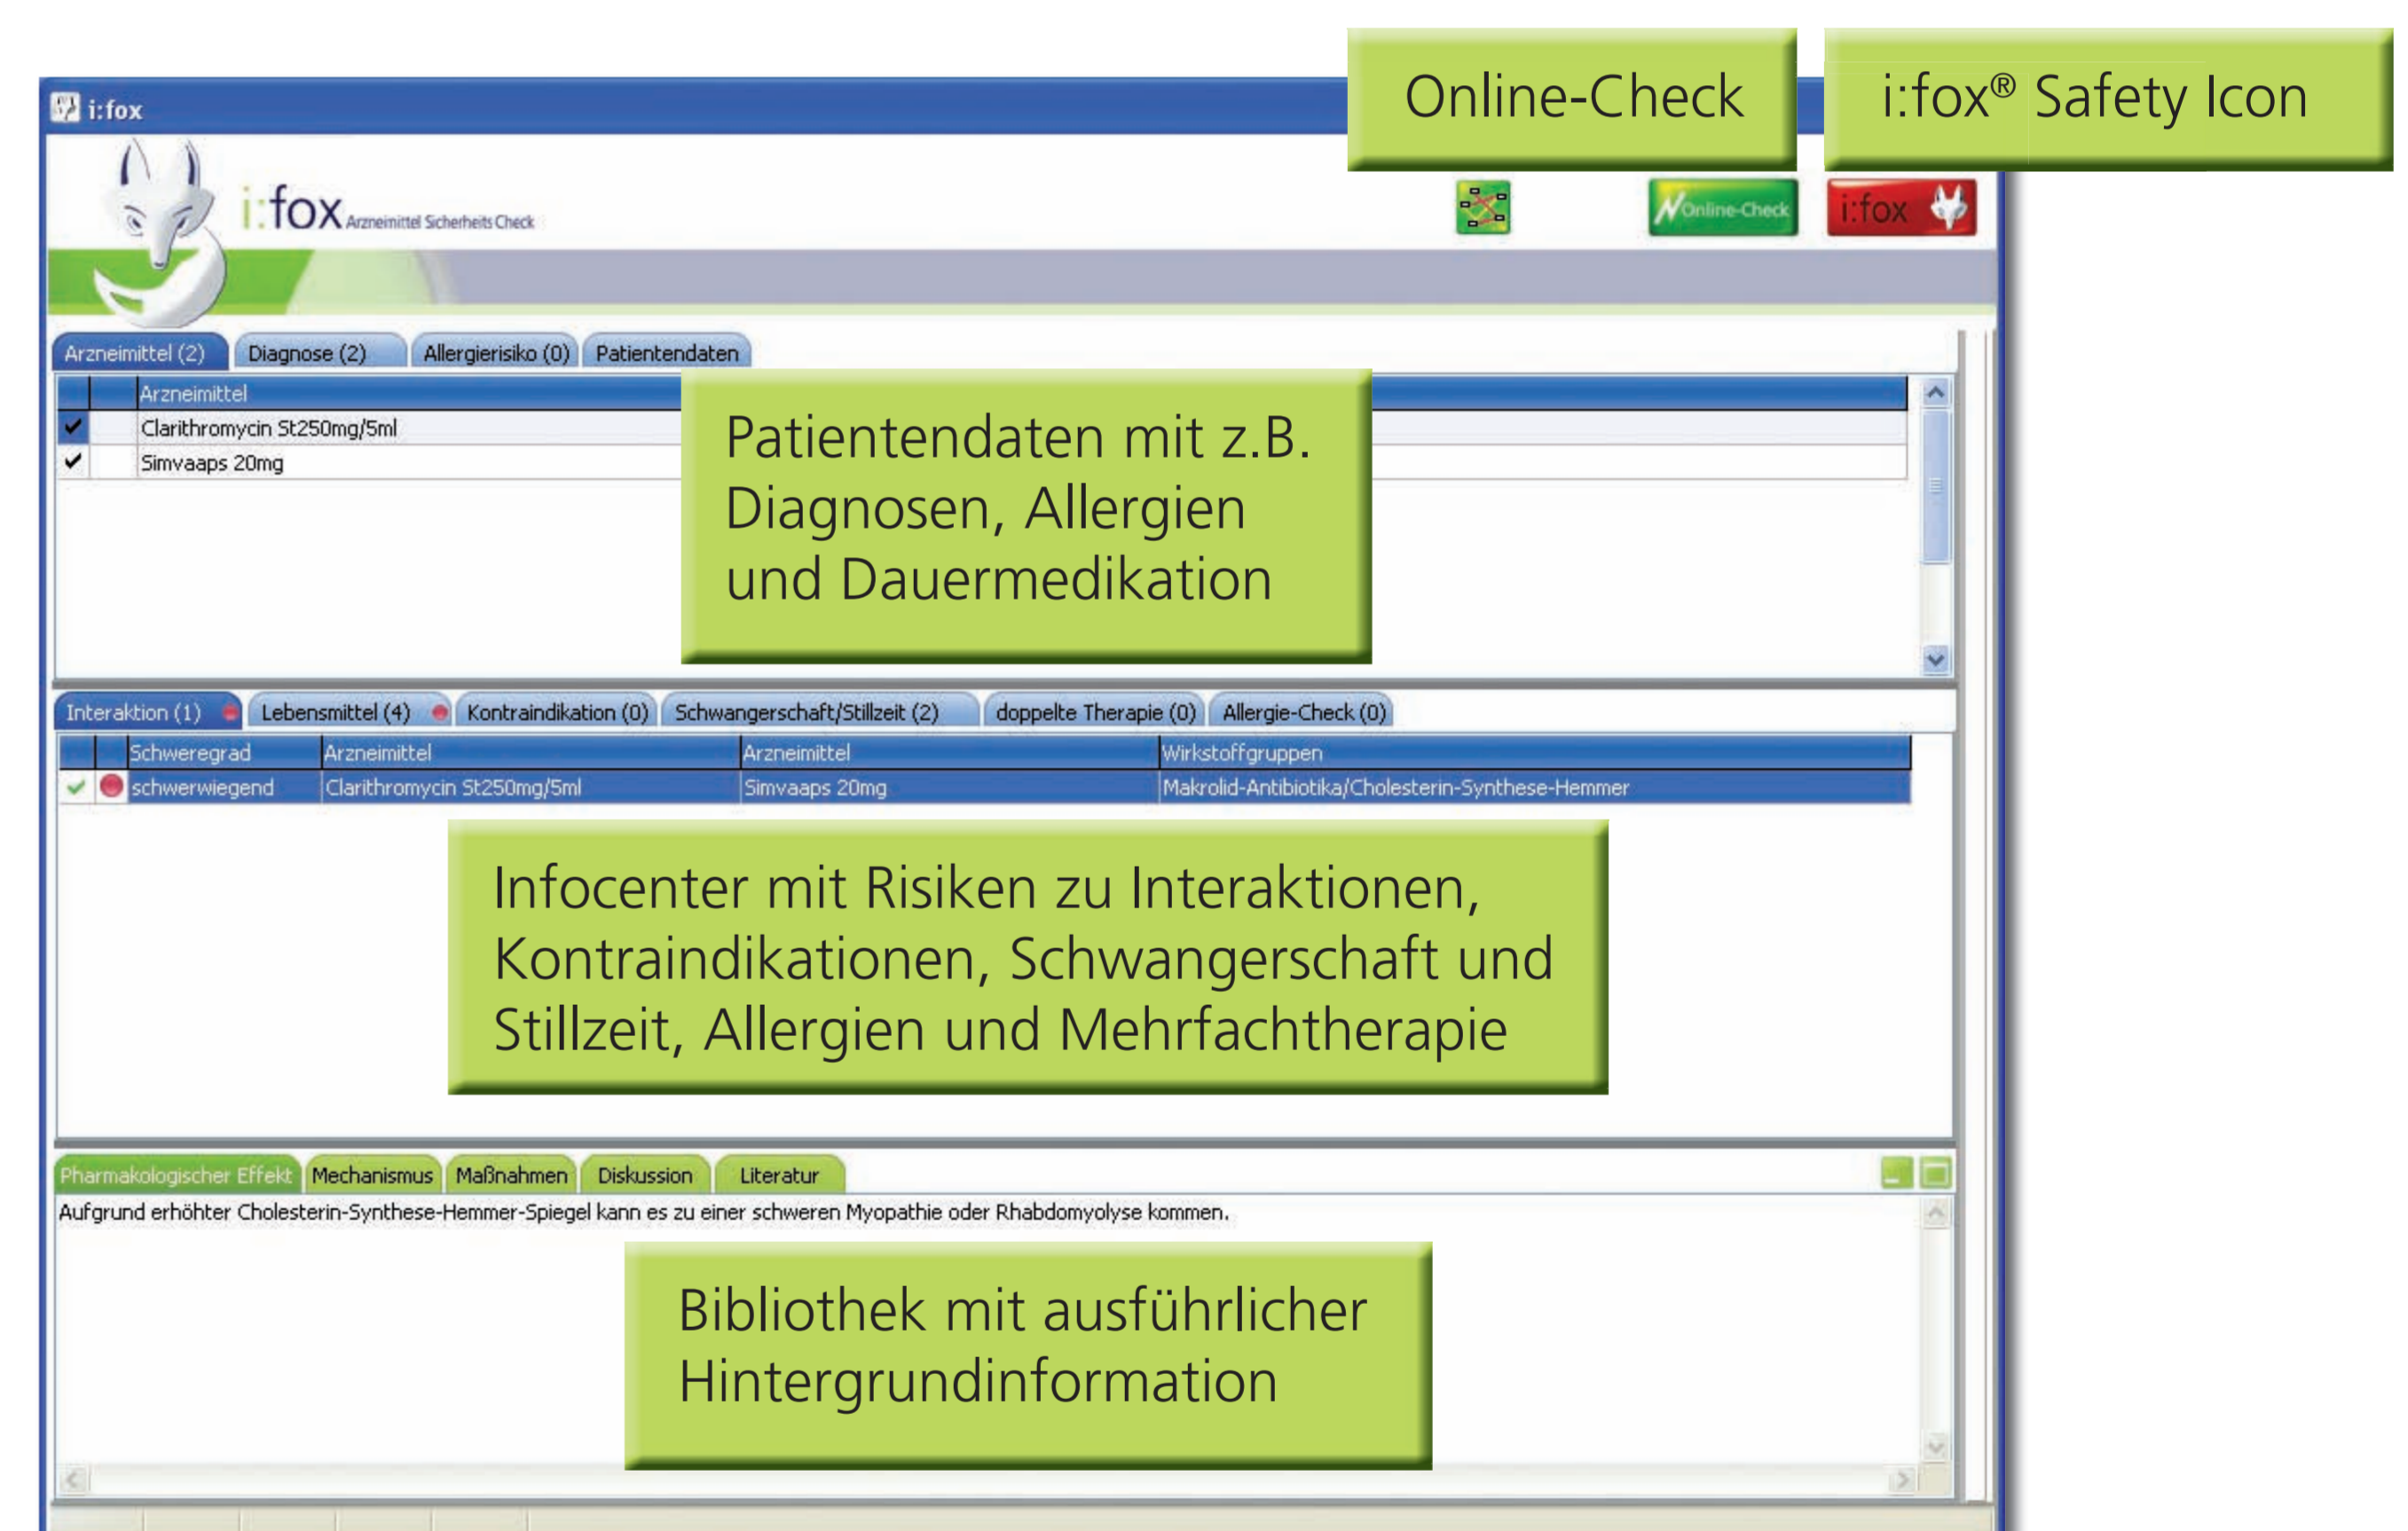 Online-Check
i:fox® Safety Icon
i:fox
i:fox Arzneimittel Sicherheits Check
Online-Check
i:fox
Arzneimittel (2) Diagnose (2) Allergierisiko (0) Patientendaten
Arzneimittel
Clarithromycin St250mg/5ml
Simvaaps 20mg
Patientendaten mit z.B.
Diagnosen, Allergien
und Dauermedikation
Interaktion (1) Lebensmittel (4) Kontraindikation (0) Schwangerschaft/Stillzeit (2) doppelte Therapie (0) Allergie-Check (0)
Schweregrad Arzneimittel Arzneimittel Wirkstoffgruppen
schwerwiegend Clarithromycin St250mg/5ml Simvaaps 20mg Makrolid-Antibiotika/Cholesterin-Synthese-Hemmer
Infocenter mit Risiken zu Interaktionen,
Kontraindikationen, Schwangerschaft und
Stillzeit, Allergien und Mehrfachtherapie
Pharmakologischer Effekt Mechanismus Maßnahmen Diskussion Literatur
Aufgrund erhöhter Cholesterin-Synthese-Hemmer-Spiegel kann es zu einer schweren Myopathie oder Rhabdomyolyse kommen.
Bibliothek mit ausführlicher
Hintergrundinformation